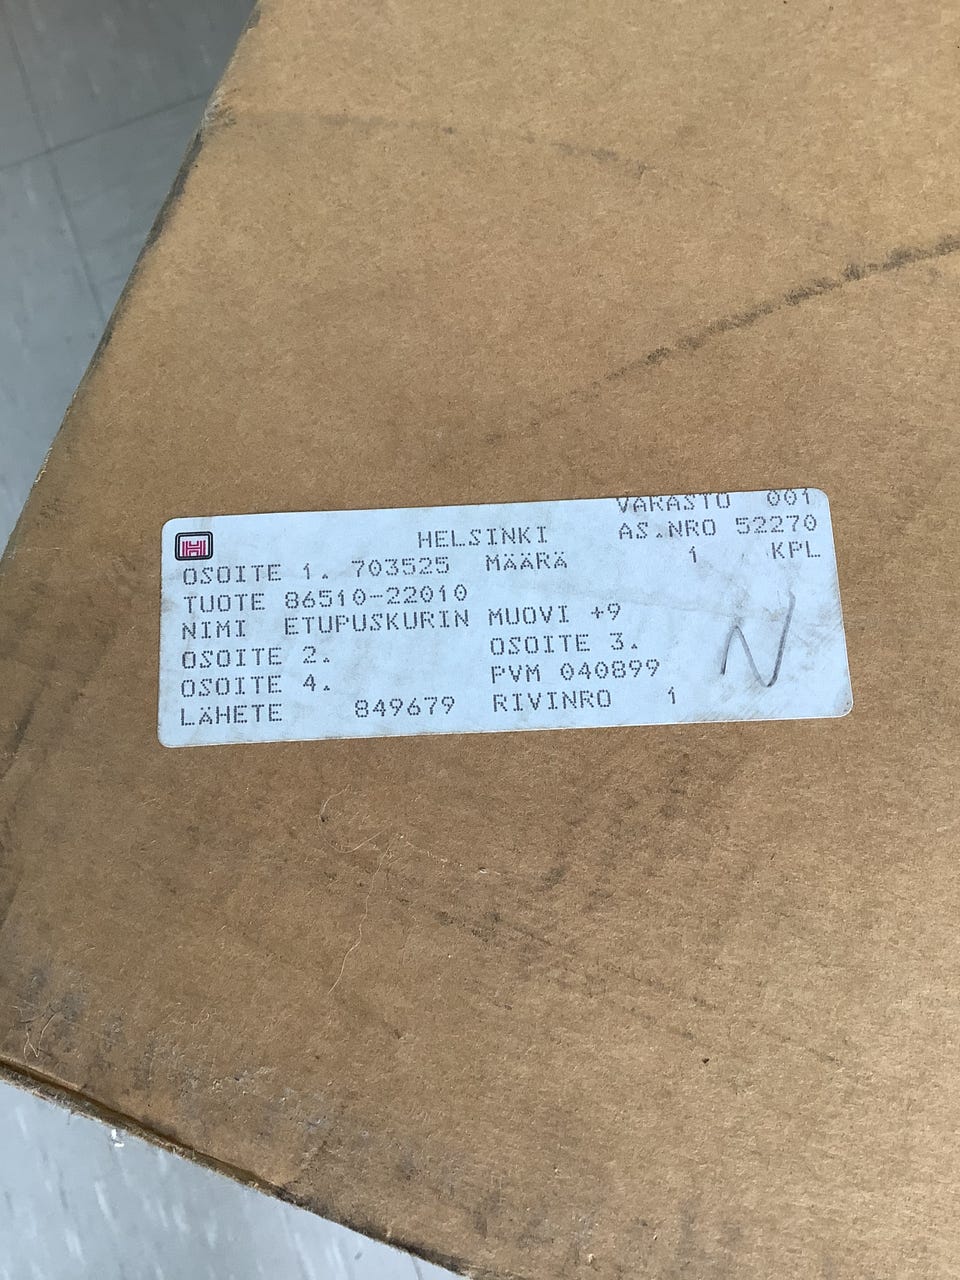 VARASTO 001
HELSINKI AS.NRO 52270
OSOITE 1. 703525 MÄÄRÄ 1 KPL
TUOTE 86510-22010
NIMI ETUPUSKURIN MUOVI +9
OSOITE 2. OSOITE 3.
OSOITE 4. PVM 040899
LÄHETE 849679 RIVINRO 1
N